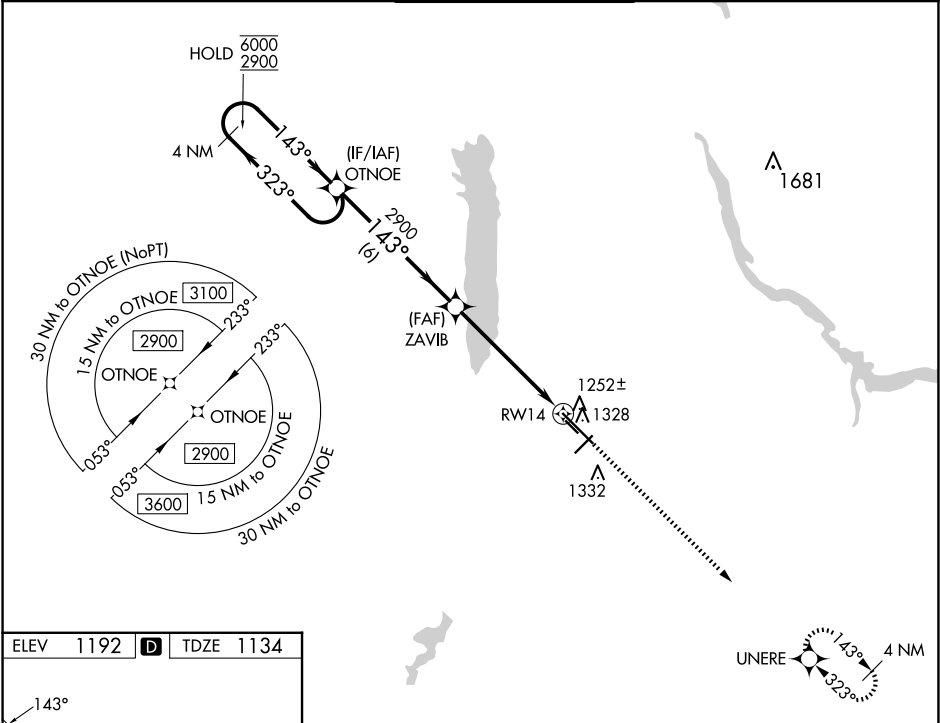 HOLD 6000
2900
4 NM
143°
323°
(IF/IAF)
OTNOE
1681
2900
143°
(6)
(FAF)
ZAVIB
30 NM to OTNOE (NoPT)
3100
15 NM to OTNOE
233°
2900
OTNOE
053°
233°
OTNOE
2900
053°
15 NM to OTNOE
3600
30 NM to OTNOE
1252±
RW14
1328
1332
ELEV 1192 D TDZE 1134
143°
UNERE
143°
4 NM
323°